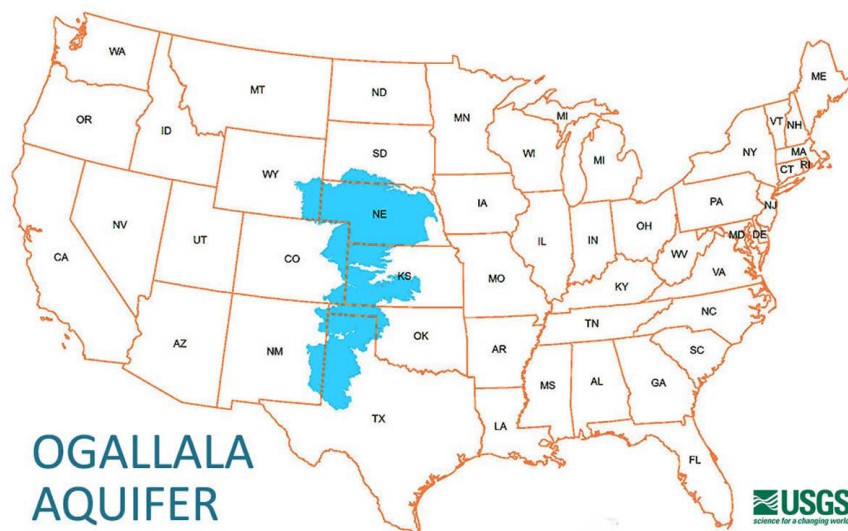 WA
MT
ND
MN
ME
OR
ID
SD
WI
MI
MI
VT
NH
NY
MA
CT
RI
WY
NE
IA
PA
NJ
NV
UT
CO
IL
IN
OH
MD
DE
WV
CA
KS
MO
KY
VA
AZ
NM
OK
AR
TN
NC
SC
MS
AL
GA
TX
LA
FL
OGALLALA
AQUIFER
USGS
science for a changing world